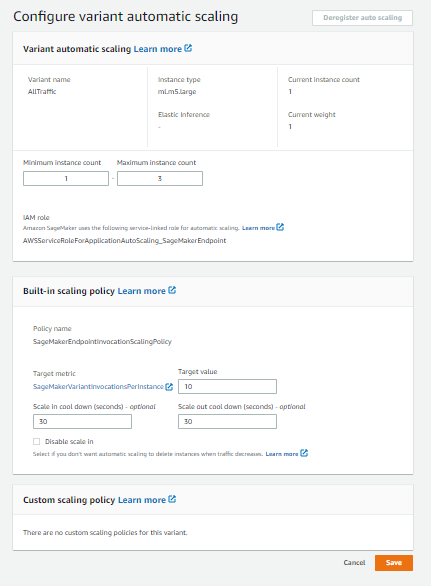 Configure variant automatic scaling
Deregister auto scaling
Variant automatic scaling Learn more
Variant name
AllTraffic
Instance type
ml.m5.large
Current instance count
1
Elastic Inference
-
Current weight
1
Minimum instance count
Maximum instance count
1 - 3
IAM role
Amazon SageMaker uses the following service-linked role for automatic scaling. Learn more
AWSServiceRoleForApplicationAutoScaling_SageMakerEndpoint
Built-in scaling policy Learn more
Policy name
SageMakerEndpointInvocationScalingPolicy
Target metric
SageMakerVariantInvocationsPerInstance
Target value
10
Scale in cool down (seconds) - optional
30
Scale out cool down (seconds) - optional
30
Disable scale in
Select if you don't want automatic scaling to delete instances when traffic decreases. Learn more
Custom scaling policy Learn more
There are no custom scaling policies for this variant.
Cancel
Save